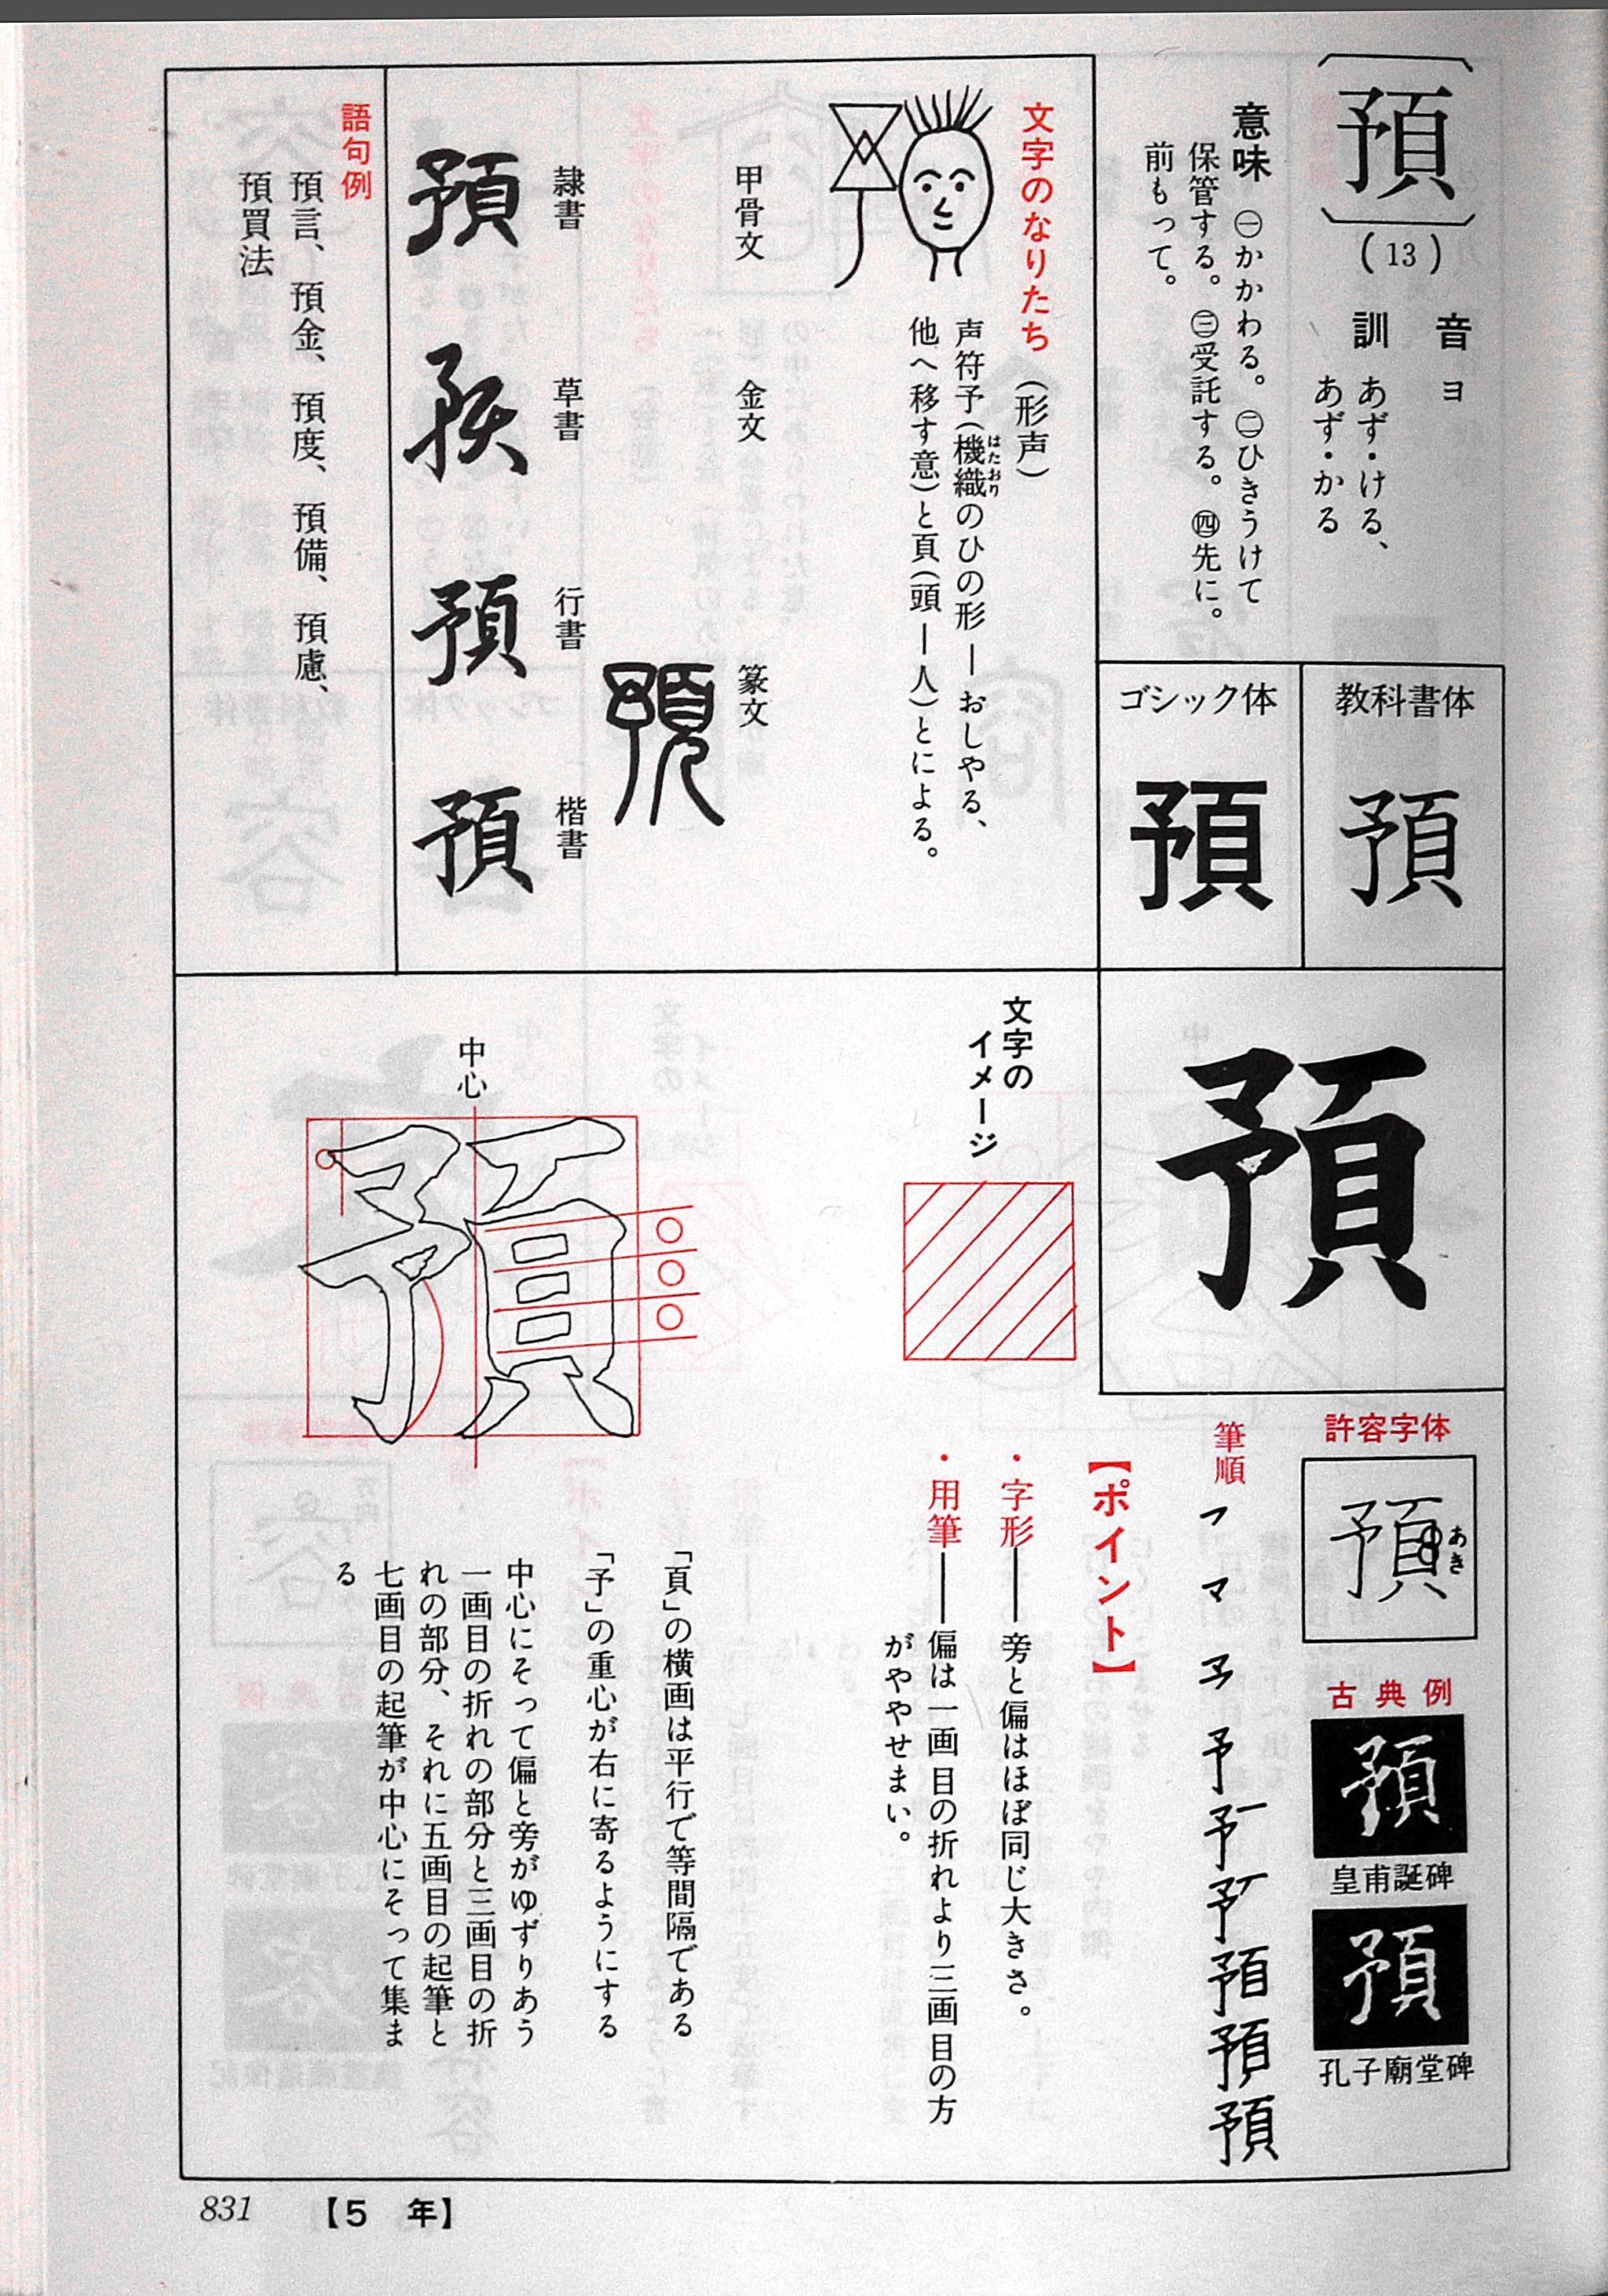 〔預〕(13)
音 ヨ
訓 あず・ける、
あず・かる
意味 ㊀かかわる。㊁ひきうけて
保管する。㊂受託する。㊃先に。
前もって。
教科書体
預
ゴシック体
預
文字のなりたち (形声)
声符予(機織のひの形―おしやる、
はたおり
他へ移す意)と頁(頭―人)とによる。
甲骨文
金文
篆文
預
隷書
預
草書
預
行書
預
楷書
預
語句例
預言、預金、預度、預備、預慮、
預買法
預
文字の
イメージ
中心
預
許容字体
預
あき
古典例
預
皇甫誕碑
預
孔子廟堂碑
筆順
預
【ポイント】
・字形――旁と偏はほぼ同じ大きさ。
・用筆――偏は一画目の折れより三画目の方
がややせまい。
「頁」の横画は平行で等間隔である
「予」の重心が右に寄るようにする
中心にそって偏と旁がゆずりあう
一画目の折れの部分と三画目の折
れの部分、それに五画目の起筆と
七画目の起筆が中心にそって集ま
る
831 【5 年】